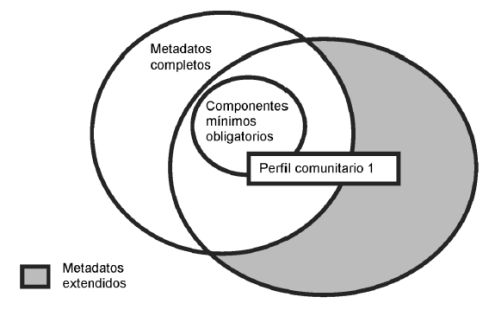 Metadatos
completos
Componentes
mínimos
obligatorios
Perfil comunitario 1
Metadatos
extendidos